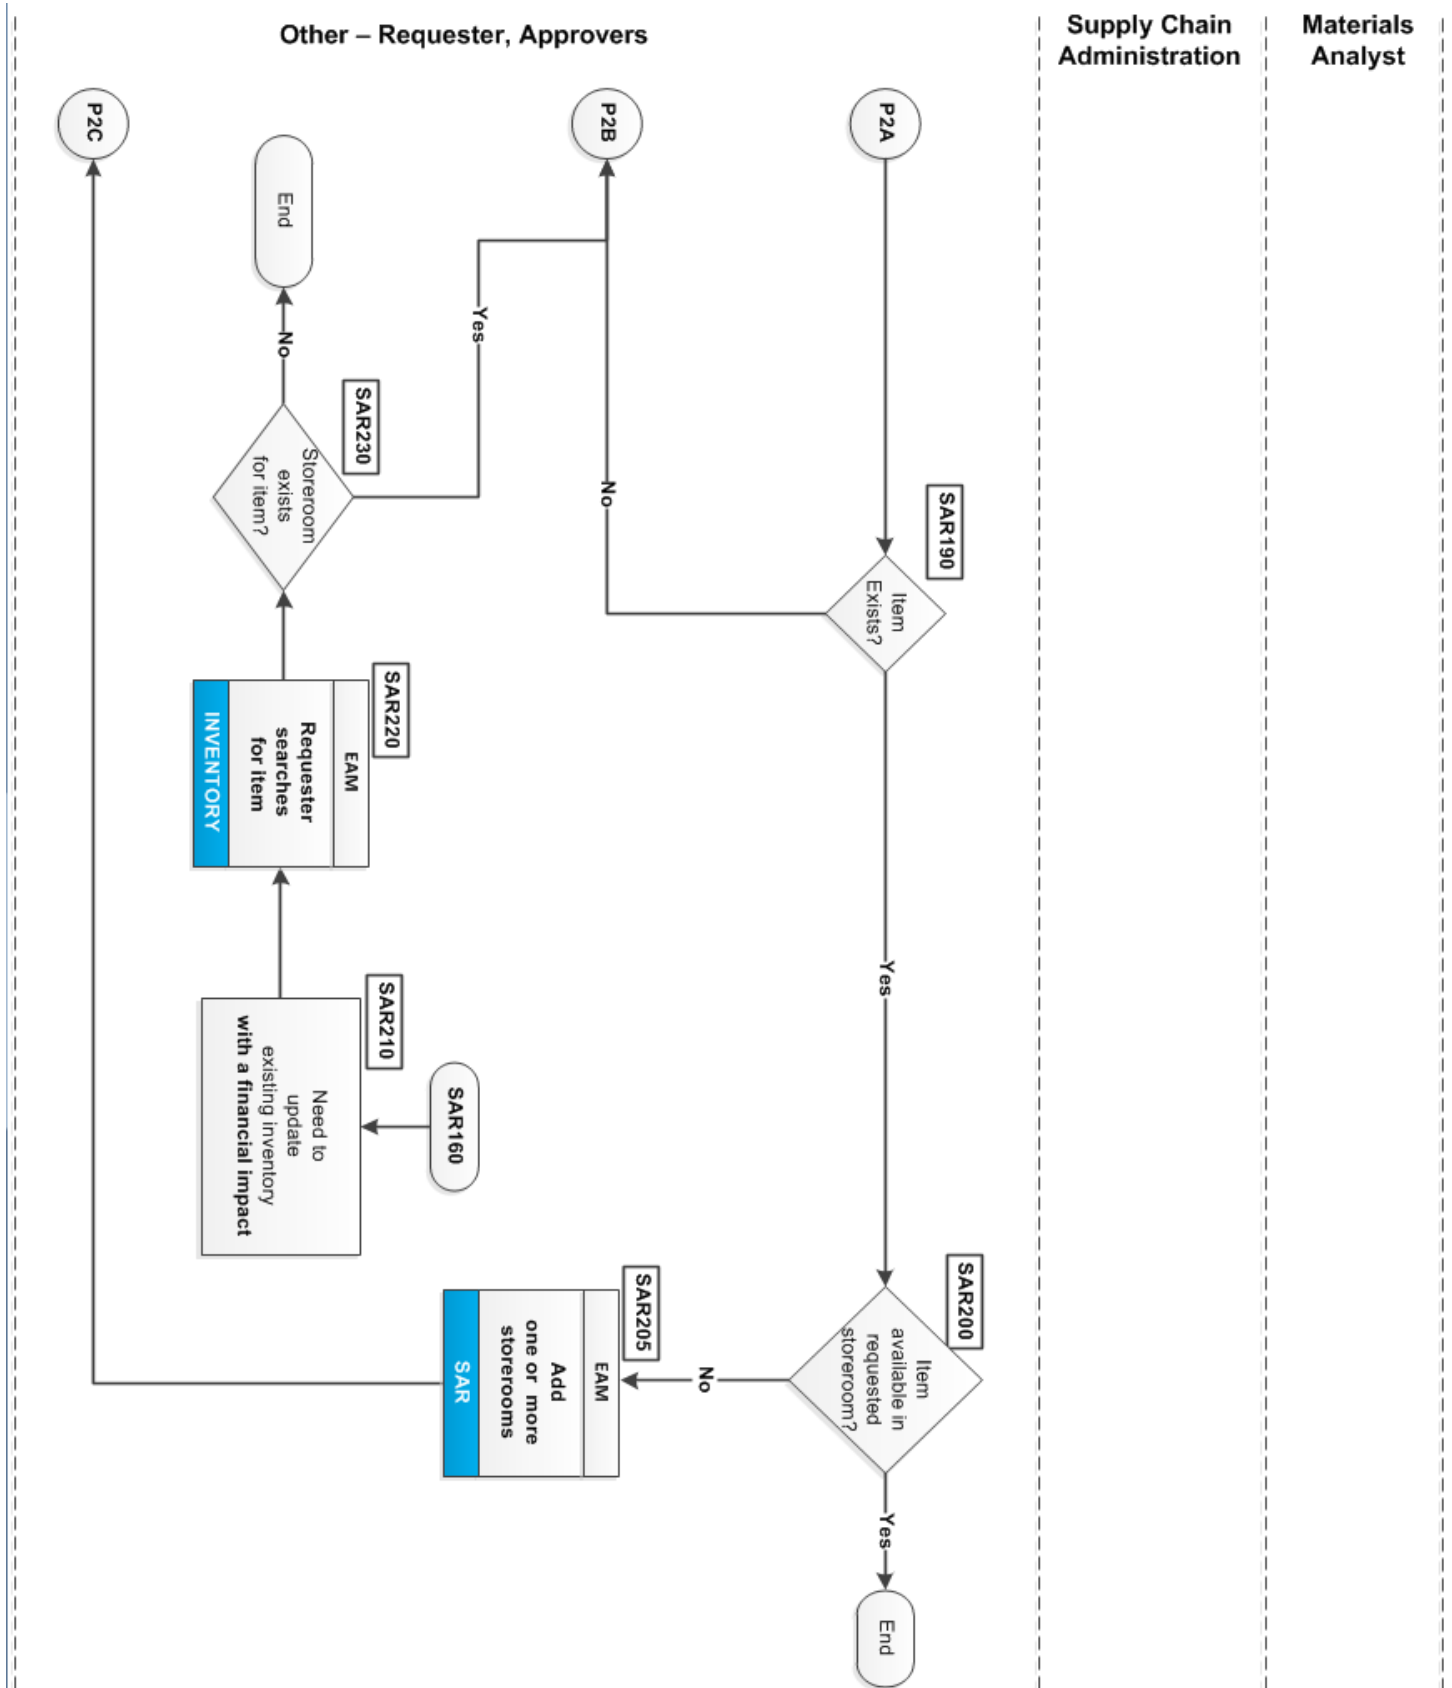 Other – Requester, Approvers
Supply Chain
Administration
Materials
Analyst
P2A
SAR190
Item
Exists?
No
Yes
SAR200
Item
available in
requested
storeroom?
Yes
End
No
SAR205
EAM
Add
one or more
storerooms
SAR
P2B
P2C
SAR160
SAR210
Need to
update
existing inventory
with a financial impact
SAR220
EAM
Requester
searches
for item
INVENTORY
SAR230
Storeroom
exists
for item?
Yes
No
End